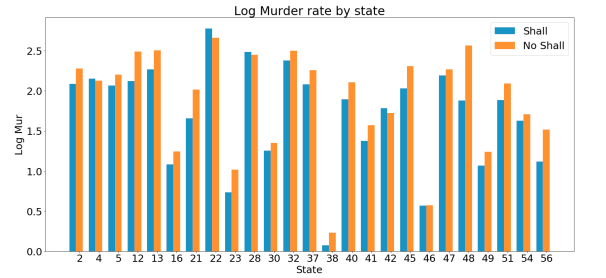 Log Murder rate by state
Shall
No Shall
2.5
2.0
1.5
1.0
0.5
0.0
Log Mur
2 4 5 12 13 16 21 22 23 28 30 32 37 38 40 41 42 45 46 47 48 49 51 54 56
State